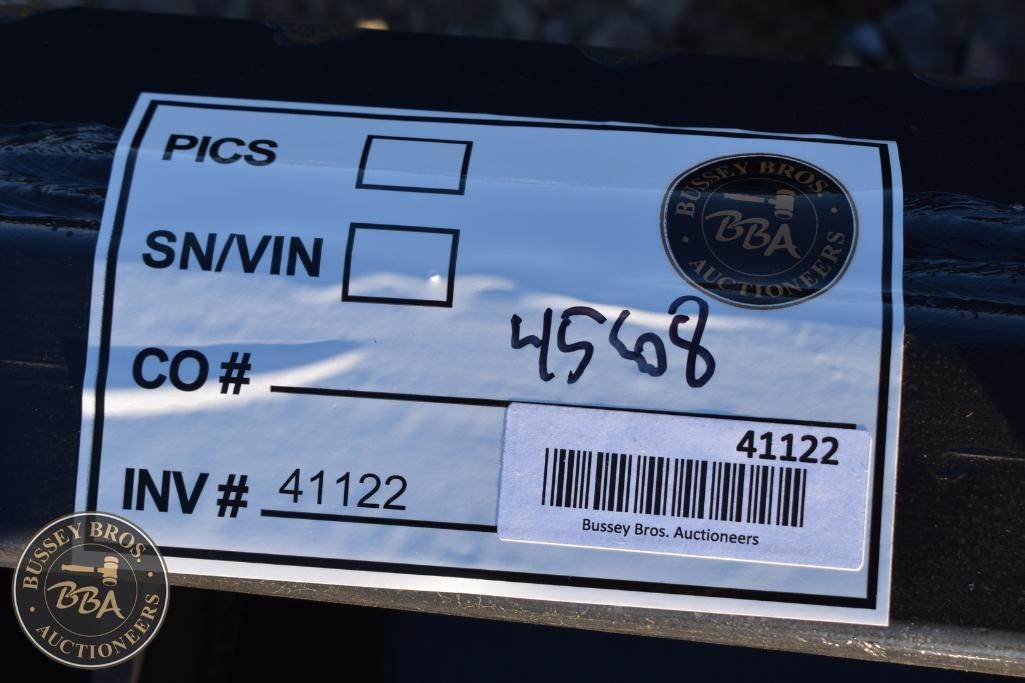 PICS
SN/VIN
BUSSEY BROS.
BBA
AUCTIONEERS
CO # 4568
INV # 41122
41122
Bussey Bros. Auctioneers
BUSSEY BROS.
BBA
AUCTIONEERS